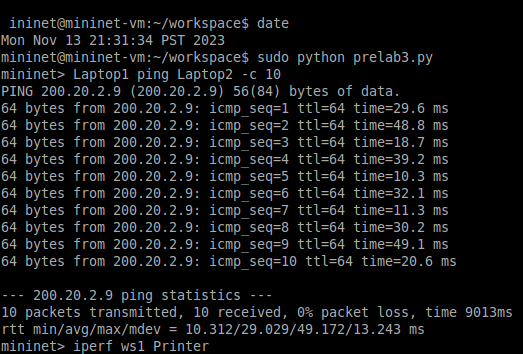 ininet@mininet-vm:~/workspace$ date
Mon Nov 13 21:31:34 PST 2023
mininet@mininet-vm:~/workspace$ sudo python prelab3.py
mininet> Laptop1 ping Laptop2 -c 10
PING 200.20.2.9 (200.20.2.9) 56(84) bytes of data.
64 bytes from 200.20.2.9: icmp_seq=1 ttl=64 time=29.6 ms
64 bytes from 200.20.2.9: icmp_seq=2 ttl=64 time=48.8 ms
64 bytes from 200.20.2.9: icmp_seq=3 ttl=64 time=18.7 ms
64 bytes from 200.20.2.9: icmp_seq=4 ttl=64 time=39.2 ms
64 bytes from 200.20.2.9: icmp_seq=5 ttl=64 time=10.3 ms
64 bytes from 200.20.2.9: icmp_seq=6 ttl=64 time=32.1 ms
64 bytes from 200.20.2.9: icmp_seq=7 ttl=64 time=11.3 ms
64 bytes from 200.20.2.9: icmp_seq=8 ttl=64 time=30.2 ms
64 bytes from 200.20.2.9: icmp_seq=9 ttl=64 time=49.1 ms
64 bytes from 200.20.2.9: icmp_seq=10 ttl=64 time=20.6 ms
--- 200.20.2.9 ping statistics ---
10 packets transmitted, 10 received, 0% packet loss, time 9013ms
rtt min/avg/max/mdev = 10.312/29.029/49.172/13.243 ms
mininet> iperf ws1 Printer